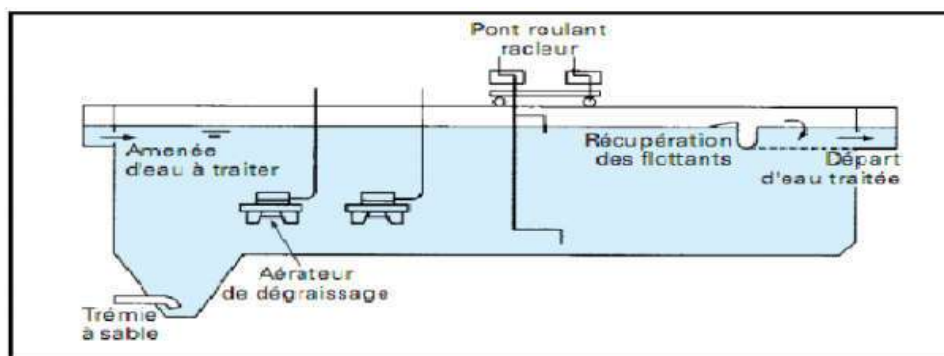 Pont roulant
racleur
Amenée
d'eau à traiter
Récupération
des flottants
Départ
d'eau traitée
Aérateur
de dégraissage
Trémie
à sable